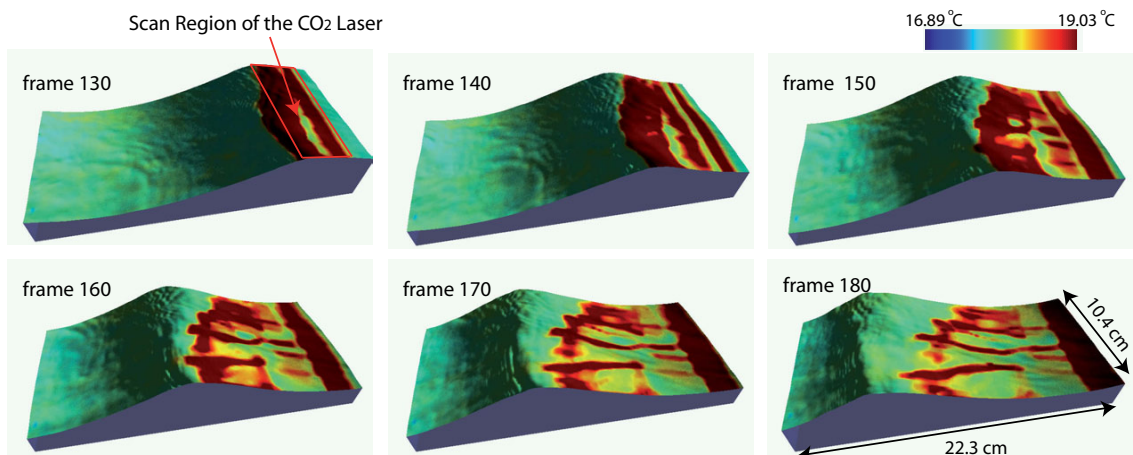 Scan Region of the CO2 Laser
16.89 °C
19.03 °C
frame 130
frame 140
frame 150
frame 160
frame 170
frame 180
10.4 cm
22.3 cm